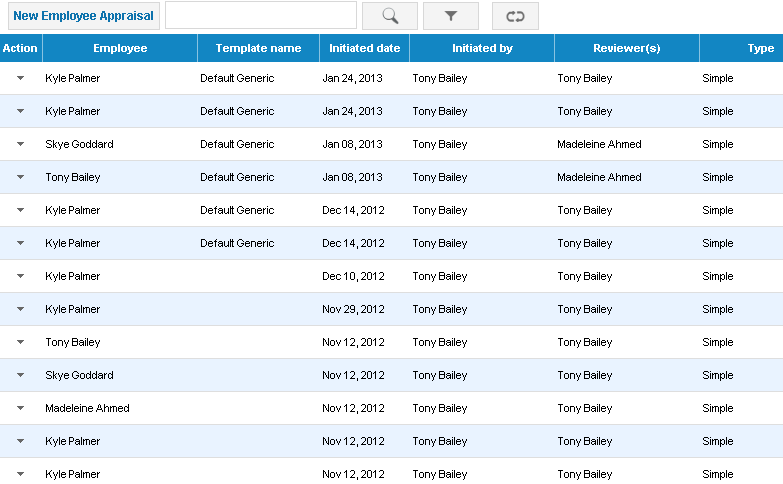 New Employee Appraisal
Action Employee Template name Initiated date Initiated by Reviewer(s) Type
Kyle Palmer Default Generic Jan 24, 2013 Tony Bailey Tony Bailey Simple
Kyle Palmer Default Generic Jan 24, 2013 Tony Bailey Tony Bailey Simple
Skye Goddard Default Generic Jan 08, 2013 Tony Bailey Madeleine Ahmed Simple
Tony Bailey Default Generic Jan 08, 2013 Tony Bailey Madeleine Ahmed Simple
Kyle Palmer Default Generic Dec 14, 2012 Tony Bailey Tony Bailey Simple
Kyle Palmer Default Generic Dec 14, 2012 Tony Bailey Tony Bailey Simple
Kyle Palmer Dec 10, 2012 Tony Bailey Tony Bailey Simple
Kyle Palmer Nov 29, 2012 Tony Bailey Tony Bailey Simple
Tony Bailey Nov 12, 2012 Tony Bailey Tony Bailey Simple
Skye Goddard Nov 12, 2012 Tony Bailey Tony Bailey Simple
Madeleine Ahmed Nov 12, 2012 Tony Bailey Tony Bailey Simple
Kyle Palmer Nov 12, 2012 Tony Bailey Tony Bailey Simple
Kyle Palmer Nov 12, 2012 Tony Bailey Tony Bailey Simple